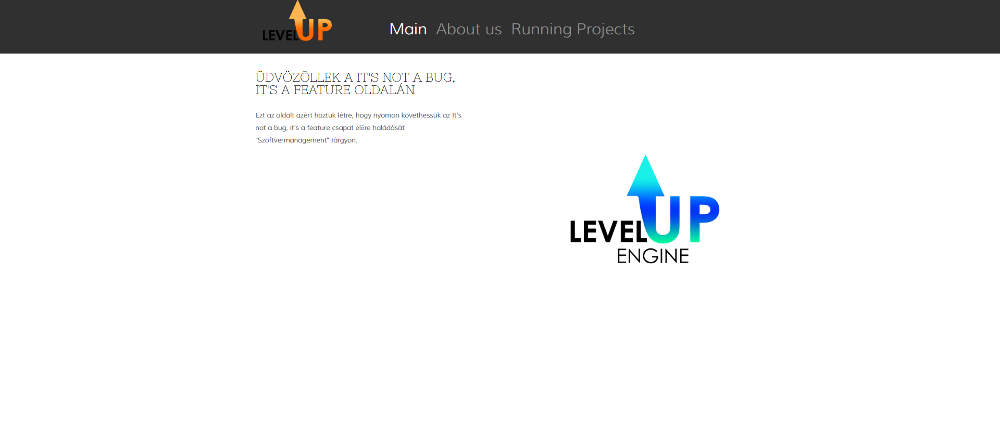 LEVELUP
Main About us Running Projects
ÜDVÖZÖLLEK A IT'S NOT A BUG,
IT'S A FEATURE OLDALÁN
Ezt az oldalt azért hoztuk létre, hogy nyomon követhessük az It's
not a bug, it's a feature csapat előre haládását
"Szoftvermanagement" tárgyon.
LEVELUP
ENGINE